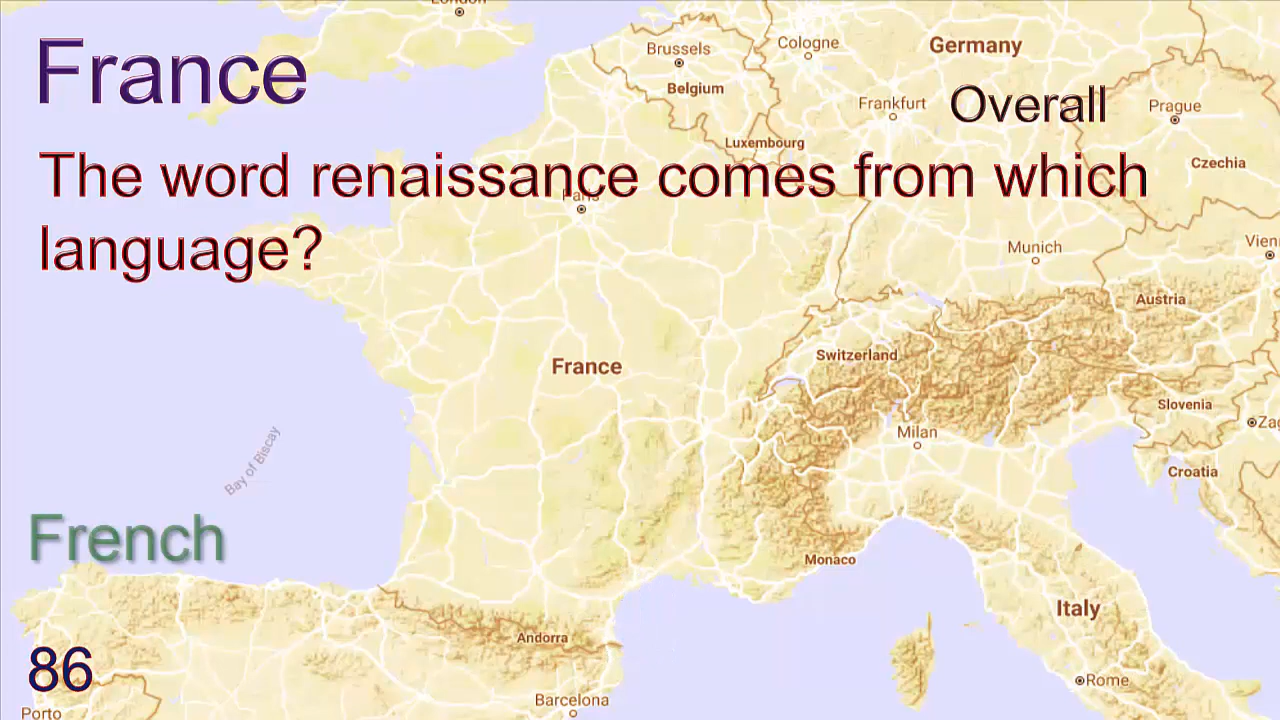 London
France
Brussels
Cologne
Germany
Belgium
Frankfurt
Overall
Prague
Luxembourg
Czechia
The word renaissance comes from which
Paris
language?
Munich
Vien
Austria
Switzerland
France
Slovenia
Milan
Zag
Bay of Biscay
Croatia
French
Monaco
Italy
Andorra
86
Rome
Barcelona
Porto